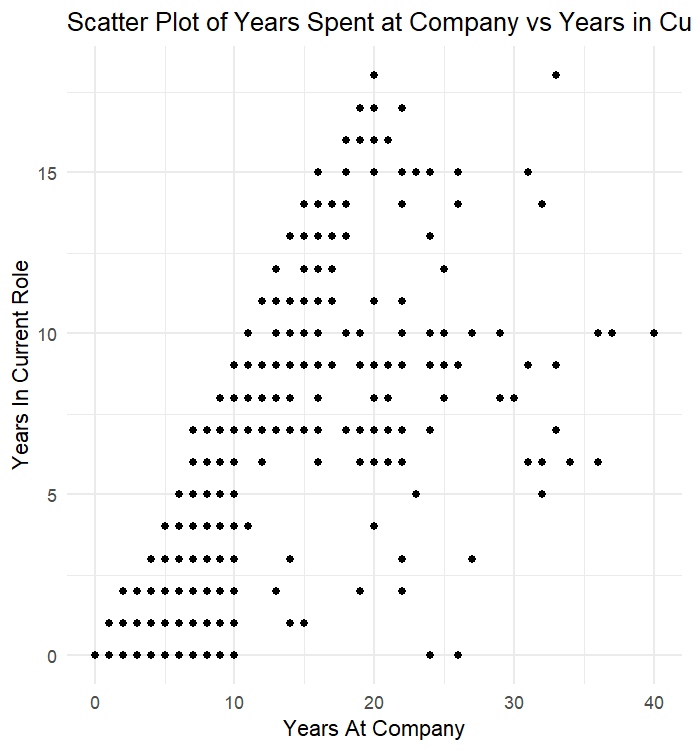 Scatter Plot of Years Spent at Company vs Years in Cu
15
10
5
0
Years In Current Role
0 10 20 30 40
Years At Company